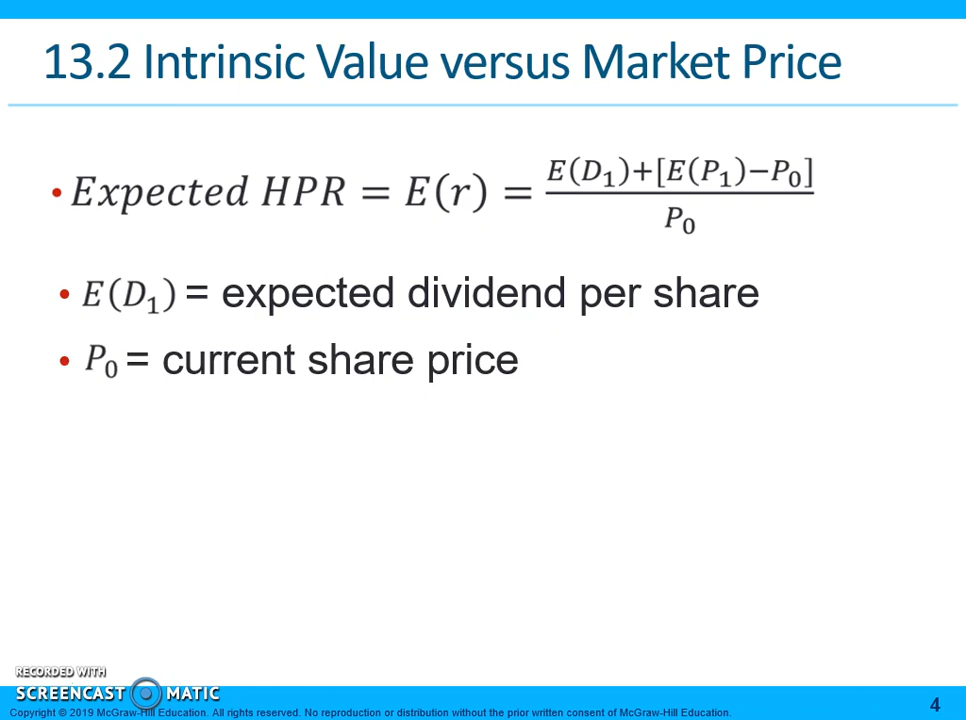 13.2 Intrinsic Value versus Market Price
• Expected HPR = E(r) = E(D₁)+[E(P₁)−P₀] / P₀
• E(D₁) = expected dividend per share
• P₀ = current share price
RECORDED WITH
SCREENCAST MATIC
Copyright © 2019 McGraw-Hill Education. All rights reserved. No reproduction or distribution without the prior written consent of McGraw-Hill Education.
4